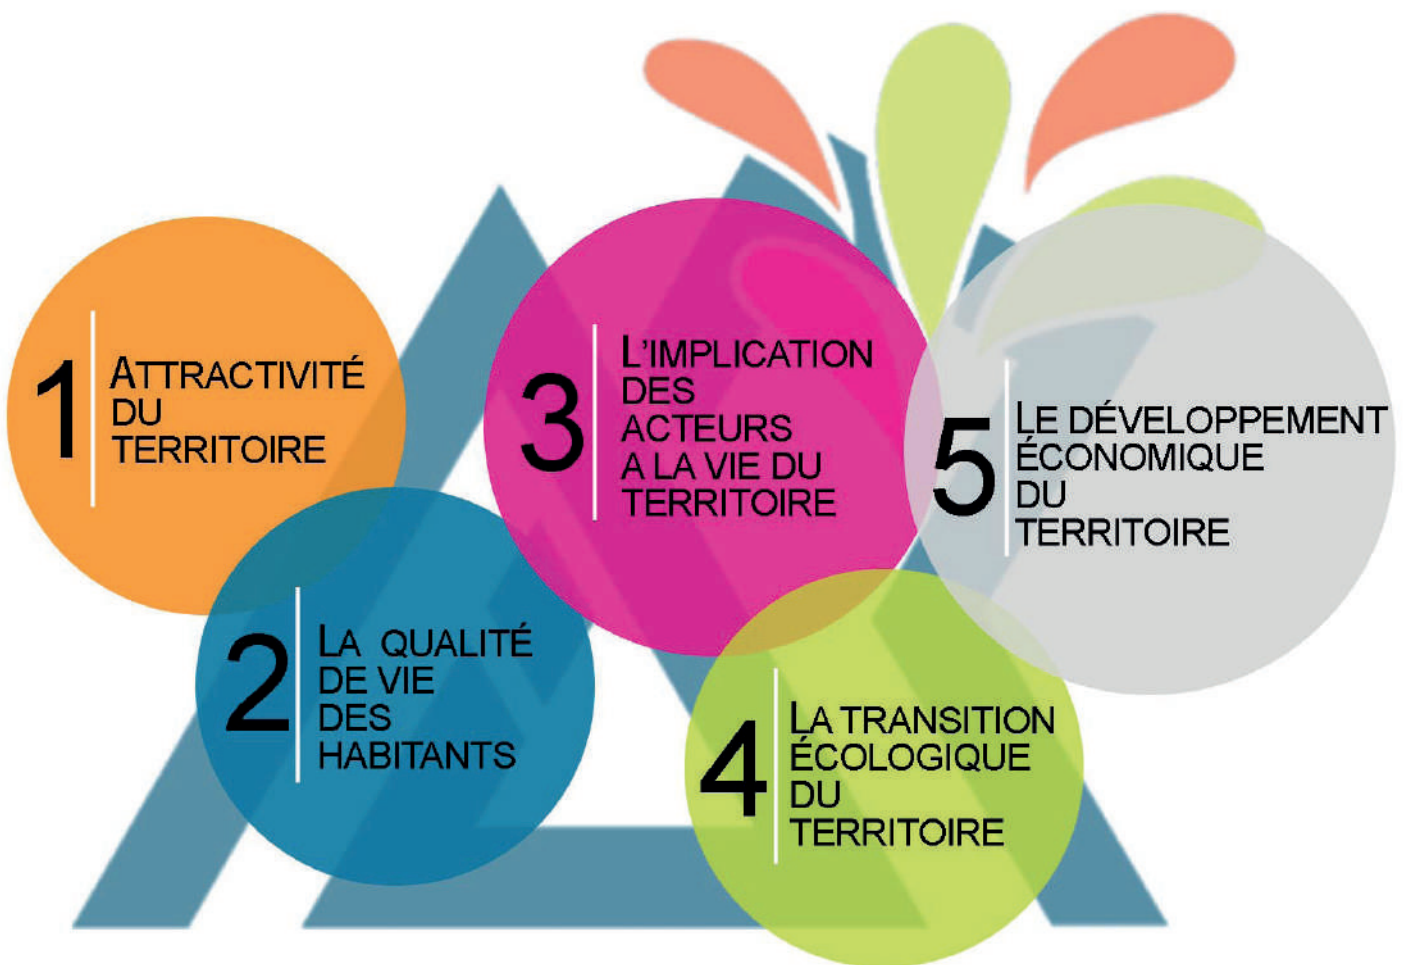 1
ATTRACTIVITÉ
DU
TERRITOIRE
2
LA QUALITÉ
DE VIE
DES
HABITANTS
3
L'IMPLICATION
DES
ACTEURS
A LA VIE DU
TERRITOIRE
4
LA TRANSITION
ÉCOLOGIQUE
DU
TERRITOIRE
5
LE DÉVELOPPEMENT
ÉCONOMIQUE
DU
TERRITOIRE